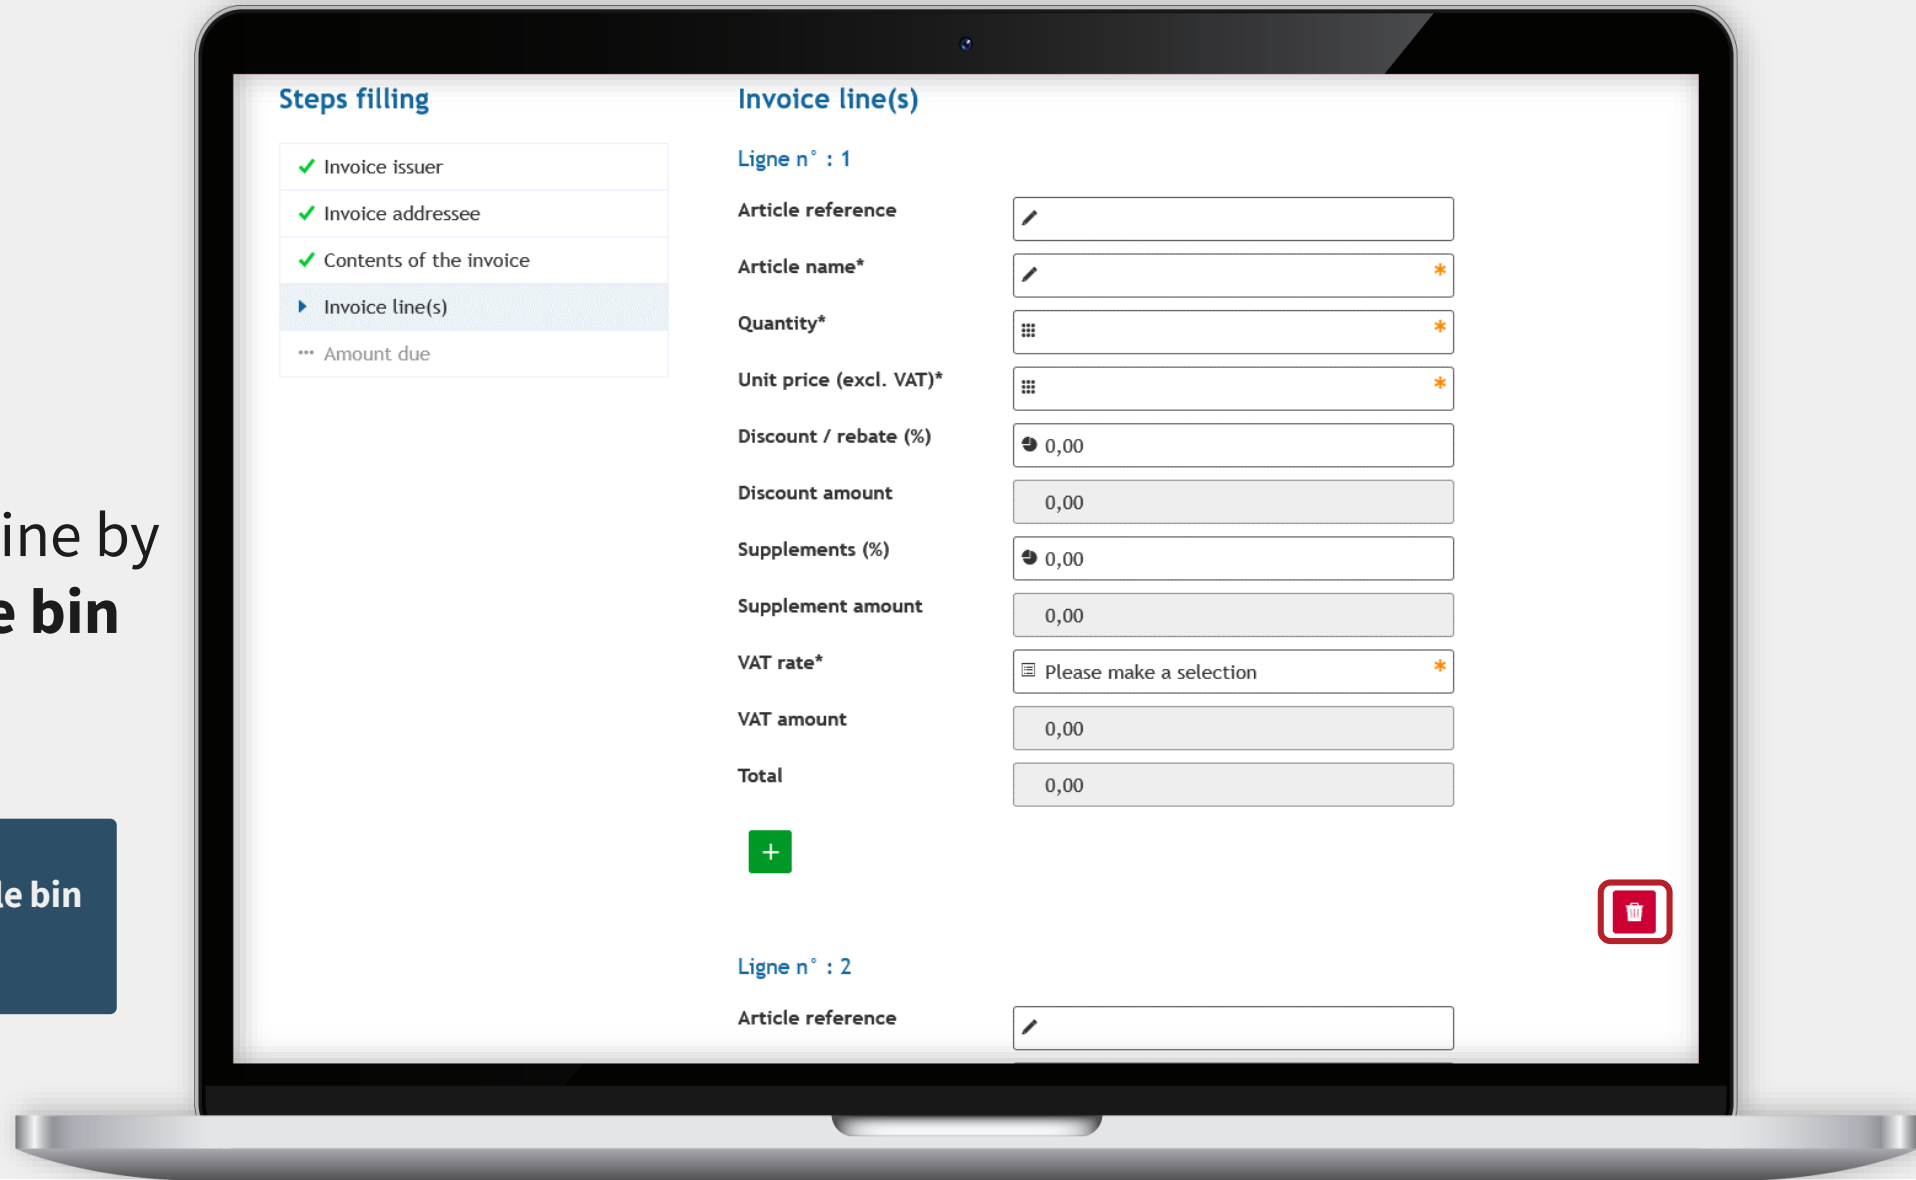 ine by
e bin
le bin
Steps filling
Invoice issuer
Invoice addressee
Contents of the invoice
Invoice line(s)
Amount due
Invoice line(s)
Ligne n° : 1
Article reference
Article name* *
Quantity* *
Unit price (excl. VAT)* *
Discount / rebate (%) 0,00
Discount amount 0,00
Supplements (%) 0,00
Supplement amount 0,00
VAT rate* Please make a selection *
VAT amount 0,00
Total 0,00
+
Ligne n° : 2
Article reference